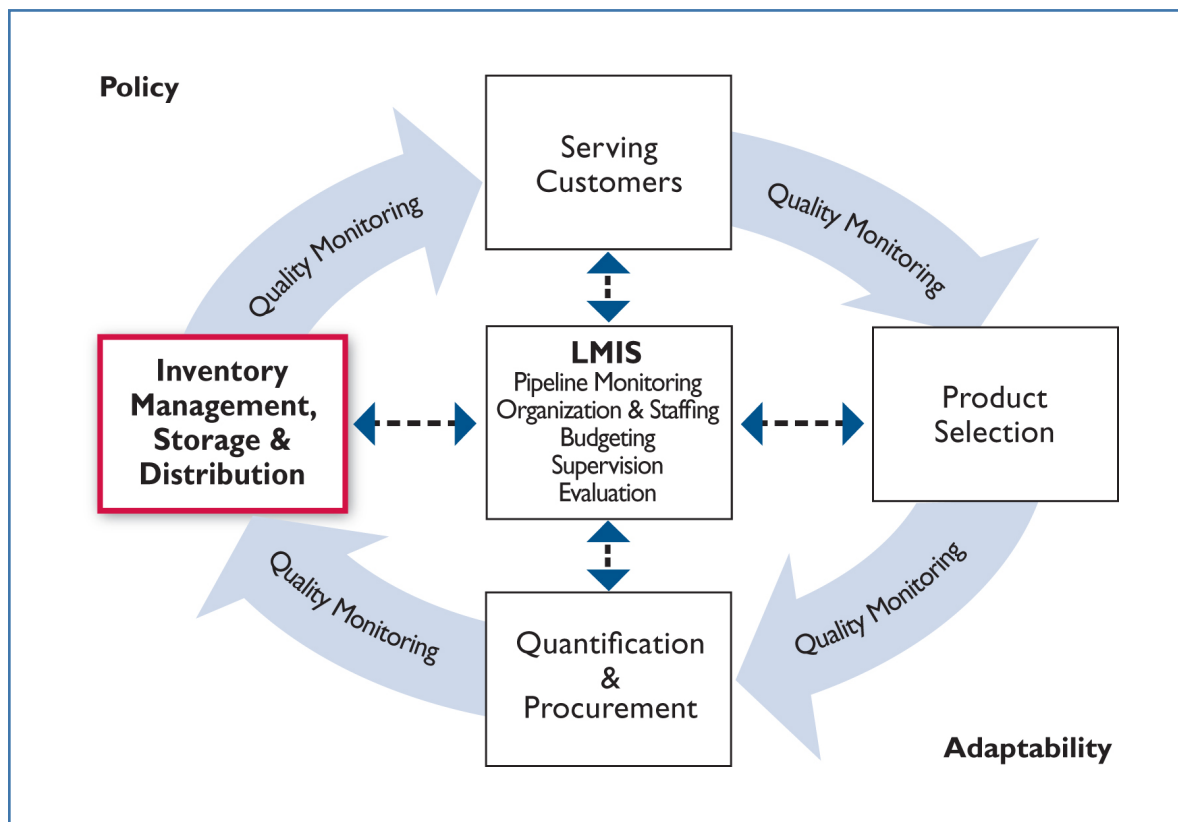 Policy
Serving
Customers
Quality Monitoring
Quality Monitoring
Inventory
Management,
Storage &
Distribution
LMIS
Pipeline Monitoring
Organization & Staffing
Budgeting
Supervision
Evaluation
Product
Selection
Quality Monitoring
Quality Monitoring
Quantification
&
Procurement
Adaptability